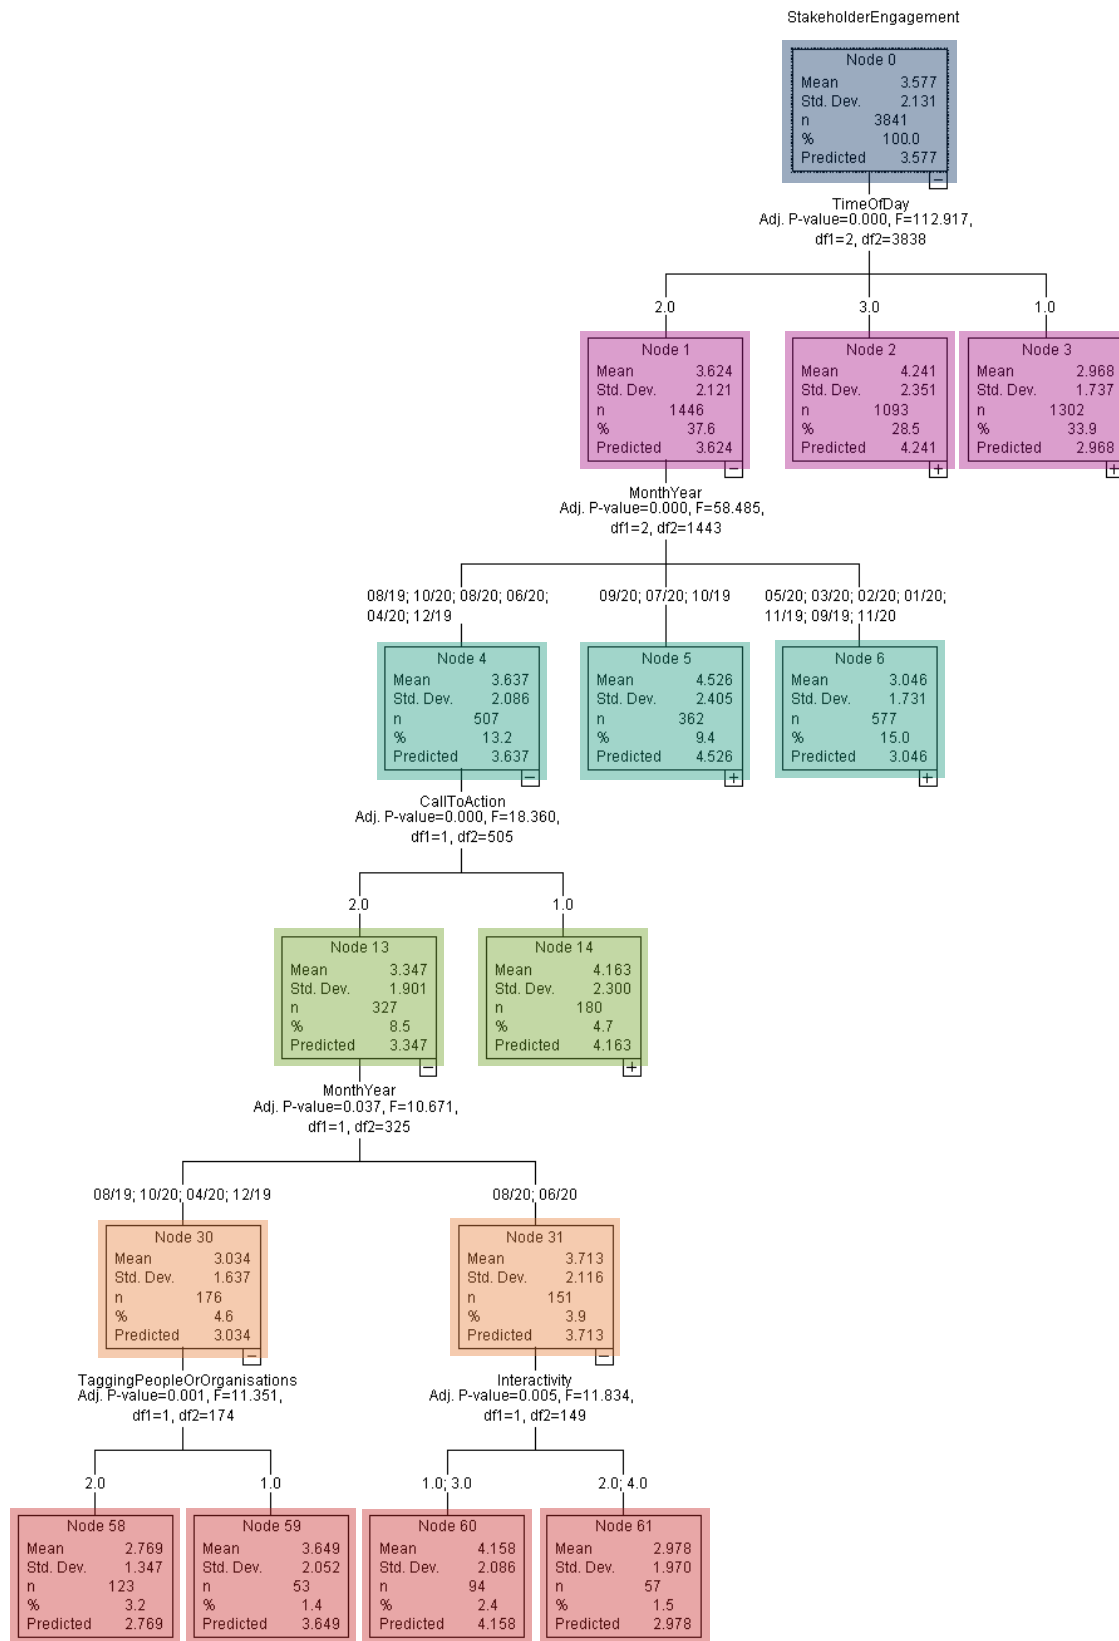 StakeholderEngagement
Node 0
Mean 3.577
Std. Dev. 2.131
n 3841
% 100.0
Predicted 3.577
−
TimeOfDay
Adj. P-value=0.000, F=112.917,
df1=2, df2=3838
2.0
3.0
1.0
Node 1
Mean 3.624
Std. Dev. 2.121
n 1446
% 37.6
Predicted 3.624
−
Node 2
Mean 4.241
Std. Dev. 2.351
n 1093
% 28.5
Predicted 4.241
+
Node 3
Mean 2.968
Std. Dev. 1.737
n 1302
% 33.9
Predicted 2.968
+
MonthYear
Adj. P-value=0.000, F=58.485,
df1=2, df2=1443
08/19; 10/20; 08/20; 06/20;
04/20; 12/19
09/20; 07/20; 10/19
05/20; 03/20; 02/20; 01/20;
11/19; 09/19; 11/20
Node 4
Mean 3.637
Std. Dev. 2.086
n 507
% 13.2
Predicted 3.637
−
Node 5
Mean 4.526
Std. Dev. 2.405
n 362
% 9.4
Predicted 4.526
+
Node 6
Mean 3.046
Std. Dev. 1.731
n 577
% 15.0
Predicted 3.046
+
CallToAction
Adj. P-value=0.000, F=18.360,
df1=1, df2=505
2.0
1.0
Node 13
Mean 3.347
Std. Dev. 1.901
n 327
% 8.5
Predicted 3.347
−
Node 14
Mean 4.163
Std. Dev. 2.300
n 180
% 4.7
Predicted 4.163
+
MonthYear
Adj. P-value=0.037, F=10.671,
df1=1, df2=325
08/19; 10/20; 04/20; 12/19
08/20; 06/20
Node 30
Mean 3.034
Std. Dev. 1.637
n 176
% 4.6
Predicted 3.034
−
Node 31
Mean 3.713
Std. Dev. 2.116
n 151
% 3.9
Predicted 3.713
−
TaggingPeopleOrOrganisations
Adj. P-value=0.001, F=11.351,
df1=1, df2=174
Interactivity
Adj. P-value=0.005, F=11.834,
df1=1, df2=149
2.0
1.0
1.0; 3.0
2.0; 4.0
Node 58
Mean 2.769
Std. Dev. 1.347
n 123
% 3.2
Predicted 2.769
Node 59
Mean 3.649
Std. Dev. 2.052
n 53
% 1.4
Predicted 3.649
Node 60
Mean 4.158
Std. Dev. 2.086
n 94
% 2.4
Predicted 4.158
Node 61
Mean 2.978
Std. Dev. 1.970
n 57
% 1.5
Predicted 2.978